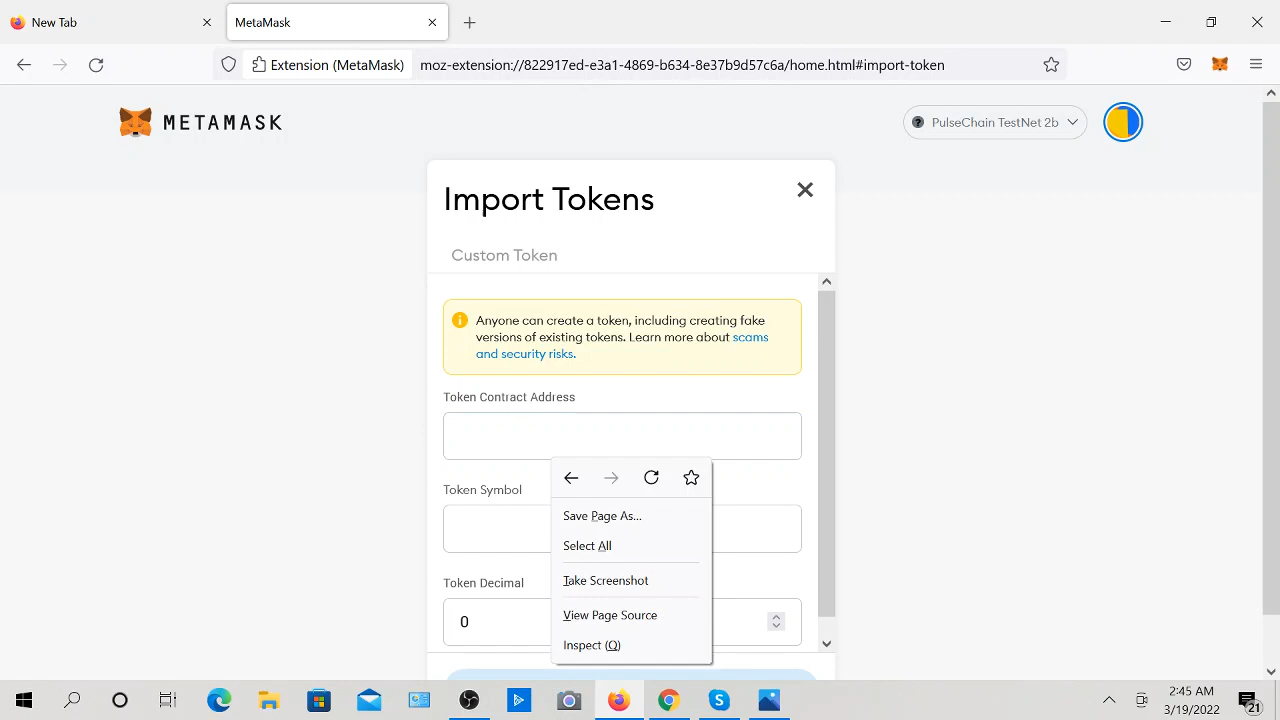 New Tab
MetaMask
Extension (MetaMask)
moz-extension://822917ed-e3a1-4869-b634-8e37b9d57c6a/home.html#import-token
METAMASK
PulseChain TestNet 2b
Import Tokens
Custom Token
Anyone can create a token, including creating fake
versions of existing tokens. Learn more about scams
and security risks.
Token Contract Address
Token Symbol
Save Page As...
Select All
Take Screenshot
Token Decimal
0
View Page Source
Inspect (Q)
2:45 AM
3/19/2022
21